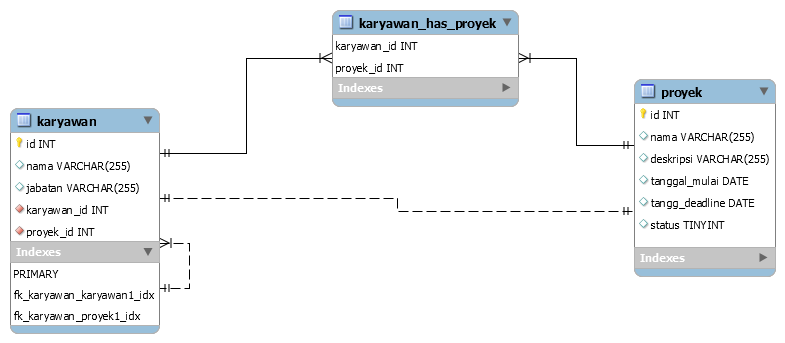 karyawan_has_proyek
karyawan_id INT
proyek_id INT
Indexes
karyawan
id INT
nama VARCHAR(255)
jabatan VARCHAR(255)
karyawan_id INT
proyek_id INT
Indexes
PRIMARY
fk_karyawan_karyawan1_idx
fk_karyawan_proyek1_idx
proyek
id INT
nama VARCHAR(255)
deskripsi VARCHAR(255)
tanggal_mulai DATE
tangg_deadline DATE
status TINYINT
Indexes